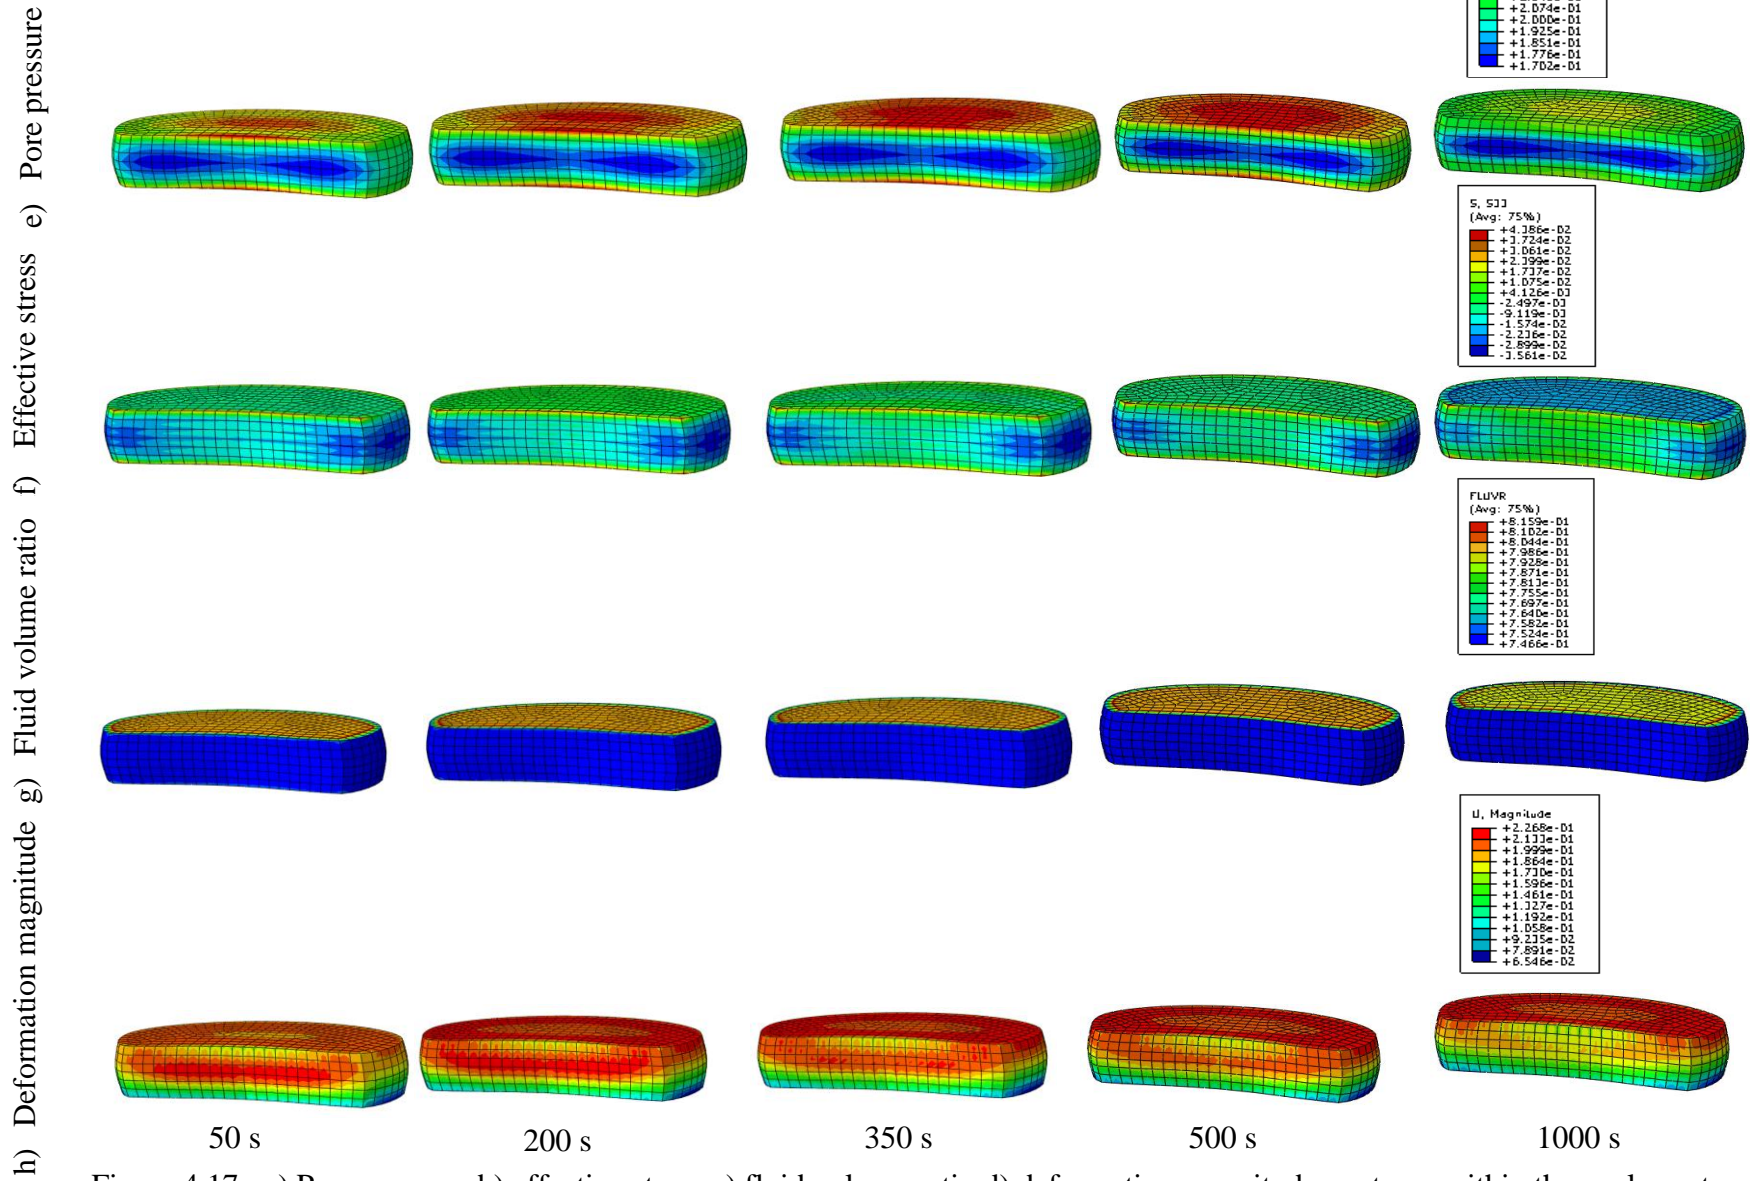 +2.074e-01
+2.000e-01
+1.925e-01
+1.851e-01
+1.776e-01
+1.702e-01
e) Pore pressure
S, S33
(Avg: 75%)
+4.386e-02
+3.724e-02
+3.061e-02
+2.399e-02
+1.737e-02
+1.075e-02
+4.126e-03
-2.497e-03
-9.119e-03
-1.574e-02
-2.236e-02
-2.899e-02
-3.561e-02
f) Effective stress
FLUVR
(Avg: 75%)
+8.159e-01
+8.102e-01
+8.044e-01
+7.986e-01
+7.928e-01
+7.871e-01
+7.813e-01
+7.755e-01
+7.697e-01
+7.640e-01
+7.582e-01
+7.524e-01
+7.466e-01
g) Fluid volume ratio
U, Magnitude
+2.268e-01
+2.133e-01
+1.999e-01
+1.864e-01
+1.730e-01
+1.596e-01
+1.461e-01
+1.327e-01
+1.192e-01
+1.058e-01
+9.235e-02
+7.891e-02
+6.546e-02
h) Deformation magnitude
50 s 200 s 350 s 500 s 1000 s